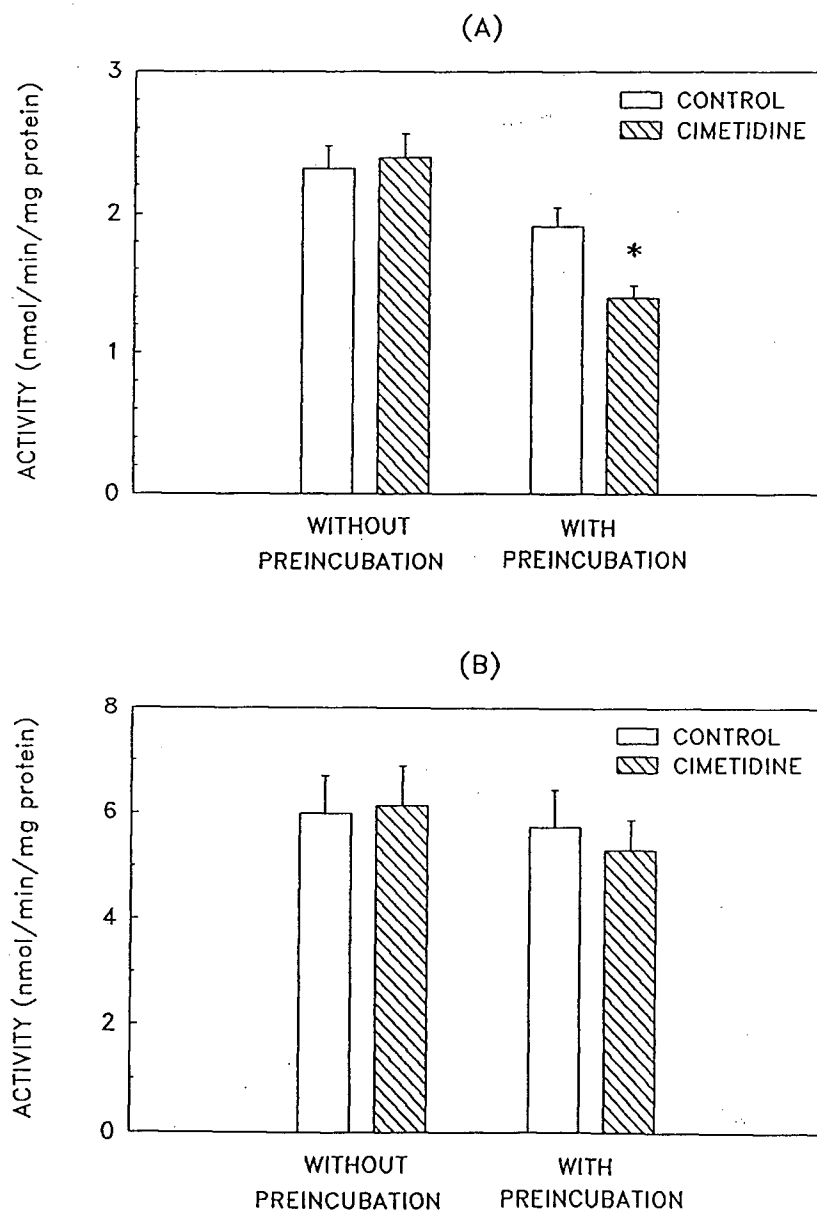 (A)
ACTIVITY (nmol/min/mg protein)
3
2
1
0
CONTROL
CIMETIDINE
*
WITHOUT
PREINCUBATION
WITH
PREINCUBATION
(B)
ACTIVITY (nmol/min/mg protein)
8
6
4
2
0
CONTROL
CIMETIDINE
WITHOUT
PREINCUBATION
WITH
PREINCUBATION